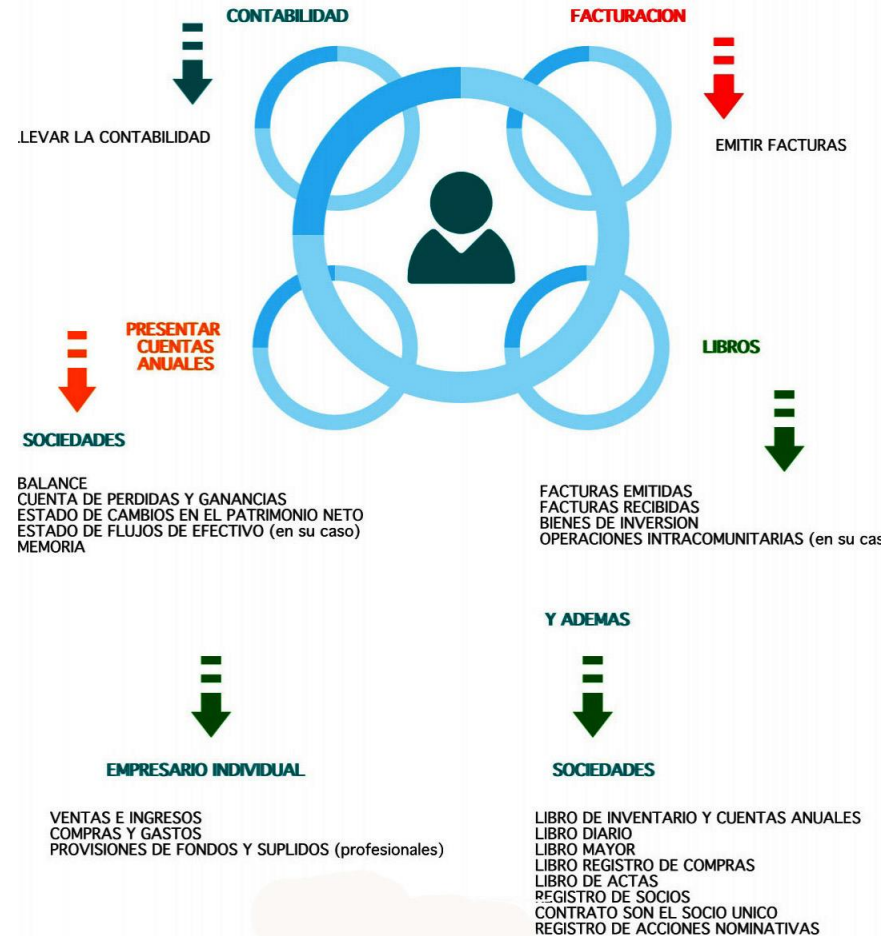 CONTABILIDAD
FACTURACION
LLEVAR LA CONTABILIDAD
EMITIR FACTURAS
PRESENTAR
CUENTAS
ANUALES
LIBROS
SOCIEDADES
BALANCE
CUENTA DE PERDIDAS Y GANANCIAS
ESTADO DE CAMBIOS EN EL PATRIMONIO NETO
ESTADO DE FLUJOS DE EFECTIVO (en su caso)
MEMORIA
FACTURAS EMITIDAS
FACTURAS RECIBIDAS
BIENES DE INVERSION
OPERACIONES INTRACOMUNITARIAS (en su cas
Y ADEMAS
EMPRESARIO INDIVIDUAL
VENTAS E INGRESOS
COMPRAS Y GASTOS
PROVISIONES DE FONDOS Y SUPLIDOS (profesionales)
SOCIEDADES
LIBRO DE INVENTARIO Y CUENTAS ANUALES
LIBRO DIARIO
LIBRO MAYOR
LIBRO REGISTRO DE COMPRAS
LIBRO DE ACTAS
REGISTRO DE SOCIOS
CONTRATO SON EL SOCIO UNICO
REGISTRO DE ACCIONES NOMINATIVAS